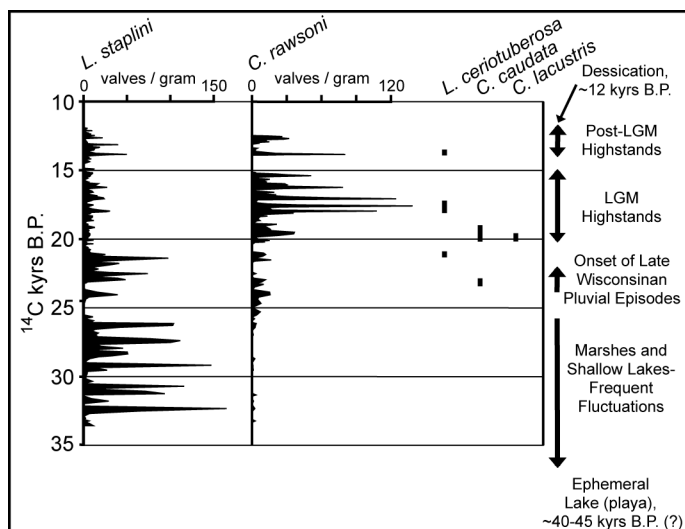 L. staplini
C. rawsoni
L. ceriotuberosa
C. caudata
C. lacustris
valves / gram
valves / gram
0
150
0
120
10
15
20
25
30
35
14C kyrs B.P.
Dessication,
~12 kyrs B.P.
Post-LGM
Highstands
LGM
Highstands
Onset of Late
Wisconsinan
Pluvial Episodes
Marshes and
Shallow Lakes-
Frequent
Fluctuations
Ephemeral
Lake (playa),
~40-45 kyrs B.P. (?)